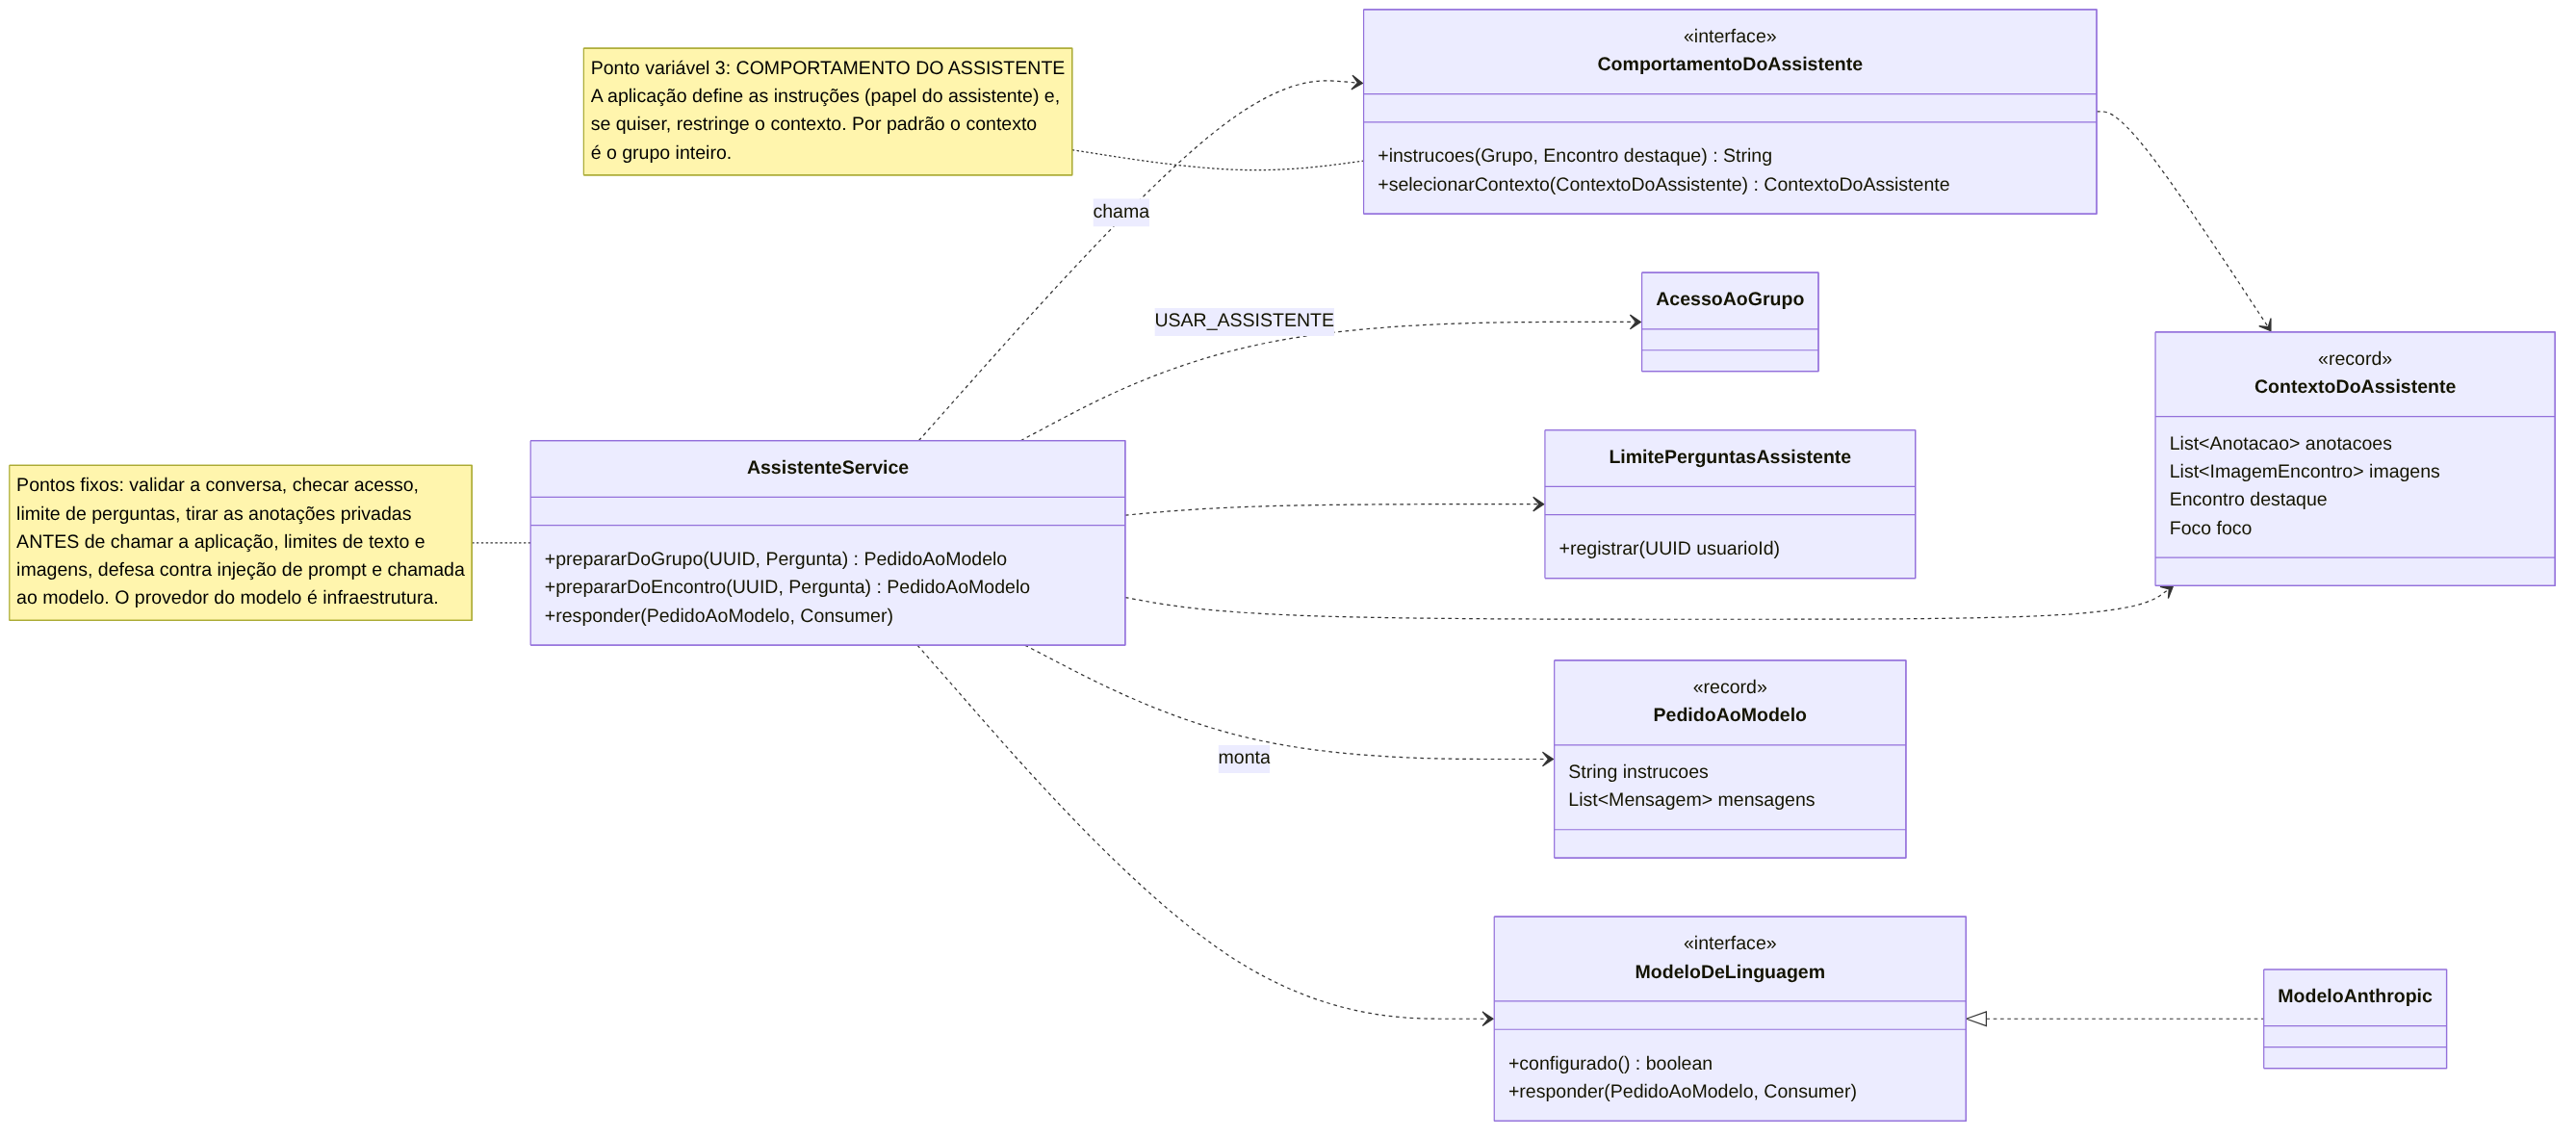 «interface»
ComportamentoDoAssistente
+instrucoes(Grupo, Encontro destaque) : String
+selecionarContexto(ContextoDoAssistente) : ContextoDoAssistente
Ponto variável 3: COMPORTAMENTO DO ASSISTENTE
A aplicação define as instruções (papel do assistente) e,
se quiser, restringe o contexto. Por padrão o contexto
é o grupo inteiro.
chama
USAR_ASSISTENTE
AcessoAoGrupo
«record»
ContextoDoAssistente
List<Anotacao> anotacoes
List<ImagemEncontro> imagens
Encontro destaque
Foco foco
Pontos fixos: validar a conversa, checar acesso,
limite de perguntas, tirar as anotações privadas
ANTES de chamar a aplicação, limites de texto e
imagens, defesa contra injeção de prompt e chamada
ao modelo. O provedor do modelo é infraestrutura.
AssistenteService
+prepararDoGrupo(UUID, Pergunta) : PedidoAoModelo
+prepararDoEncontro(UUID, Pergunta) : PedidoAoModelo
+responder(PedidoAoModelo, Consumer)
LimitePerguntasAssistente
+registrar(UUID usuarioId)
monta
«record»
PedidoAoModelo
String instrucoes
List<Mensagem> mensagens
«interface»
ModeloDeLinguagem
+configurado() : boolean
+responder(PedidoAoModelo, Consumer)
ModeloAnthropic